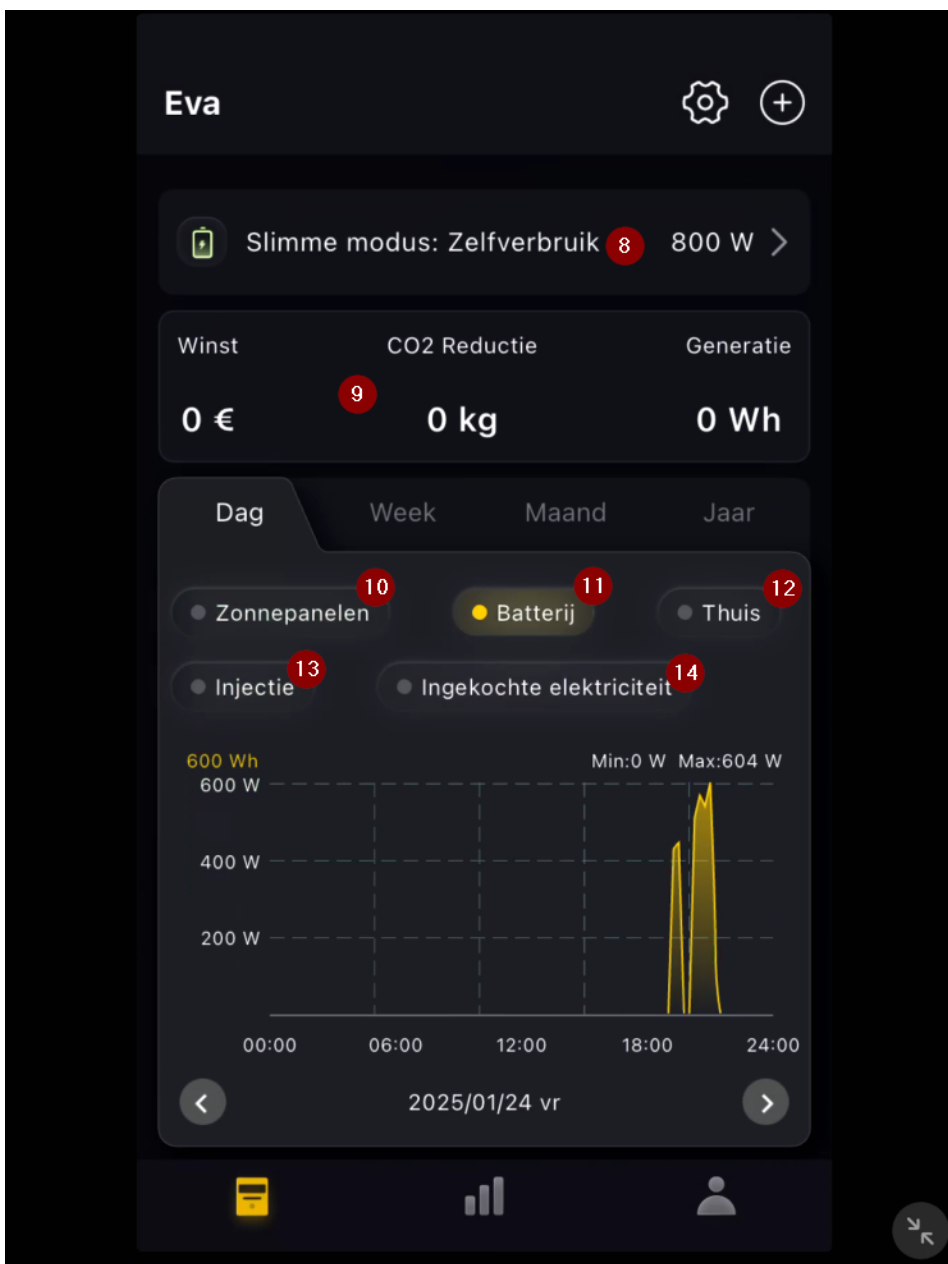 Eva
Slimme modus: Zelfverbruik 8 800 W
Winst CO2 Reductie Generatie
9
0 € 0 kg 0 Wh
Dag Week Maand Jaar
10 11 12
Zonnepanelen Batterij Thuis
13 14
Injectie Ingekochte elektriciteit
600 Wh Min:0 W Max:604 W
600 W
400 W
200 W
00:00 06:00 12:00 18:00 24:00
2025/01/24 vr